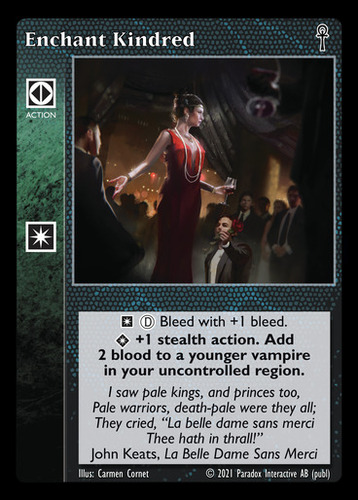 Enchant Kindred
ACTION
D Bleed with +1 bleed.
+1 stealth action. Add
2 blood to a younger vampire
in your uncontrolled region.
I saw pale kings, and princes too,
Pale warriors, death-pale were they all;
They cried, “La belle dame sans merci
Thee hath in thrall!”
John Keats, La Belle Dame Sans Merci
Illus: Carmen Cornet © 2021 Paradox Interactive AB (publ)